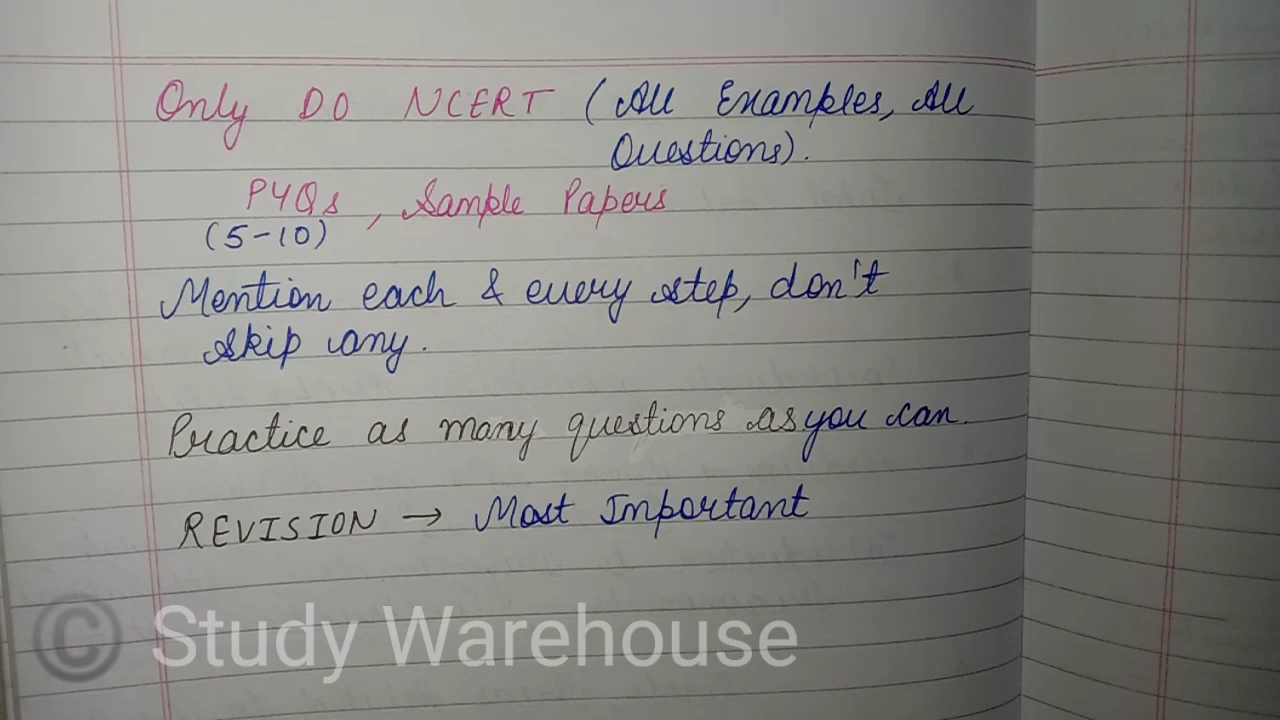 Only DO NCERT (All Examples, All
Questions).
PYQs, Sample Papers
(5-10)
Mention each & every step, don't
skip any.
Practice as many questions as you can.
REVISION → Most Important
© Study Warehouse